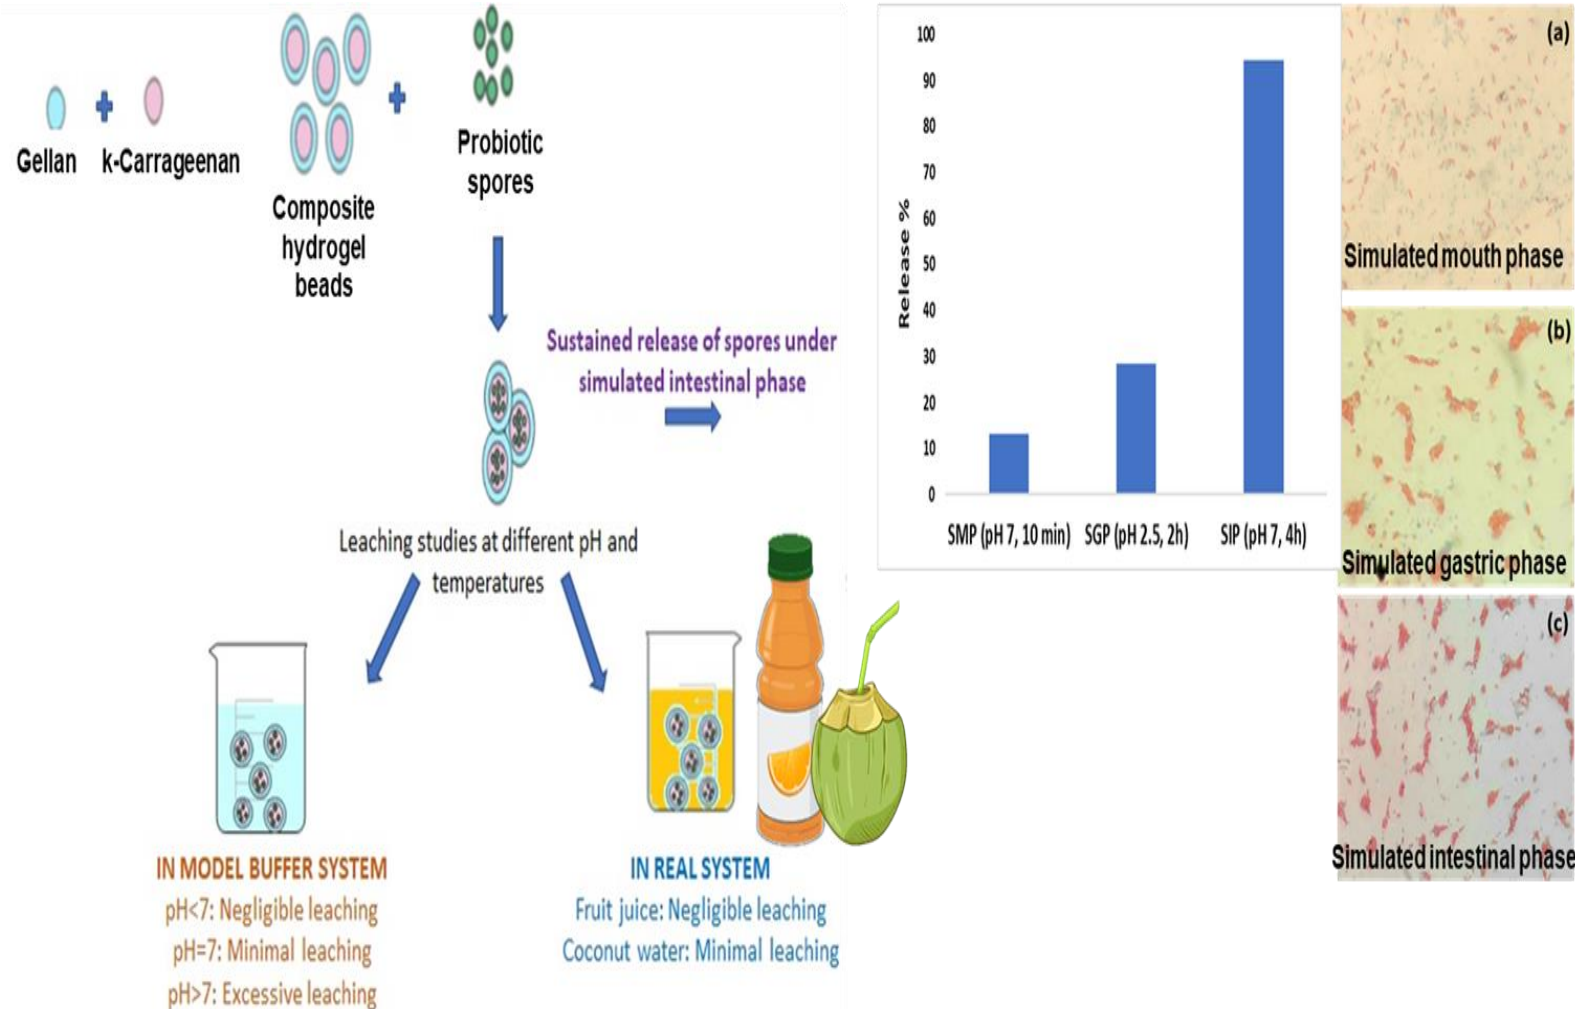 Gellan
k-Carrageenan
Composite
hydrogel
beads
Probiotic
spores
Sustained release of spores under
simulated intestinal phase
Leaching studies at different pH and
temperatures
IN MODEL BUFFER SYSTEM
pH<7: Negligible leaching
pH=7: Minimal leaching
pH>7: Excessive leaching
IN REAL SYSTEM
Fruit juice: Negligible leaching
Coconut water: Minimal leaching
Release %
100
90
80
70
60
50
40
30
20
10
0
SMP (pH 7, 10 min)
SGP (pH 2.5, 2h)
SIP (pH 7, 4h)
(a)
Simulated mouth phase
(b)
Simulated gastric phase
(c)
Simulated intestinal phase